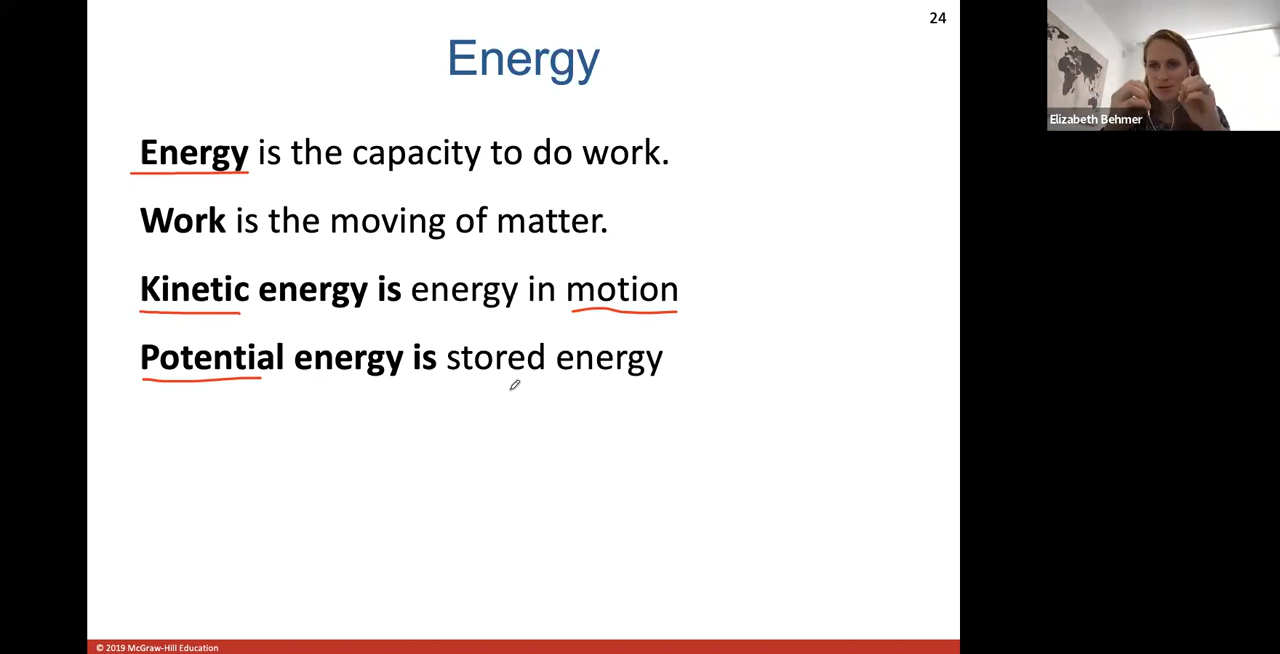 24
Energy
Elizabeth Behmer
Energy is the capacity to do work.
Work is the moving of matter.
Kinetic energy is energy in motion
Potential energy is stored energy
© 2019 McGraw-Hill Education